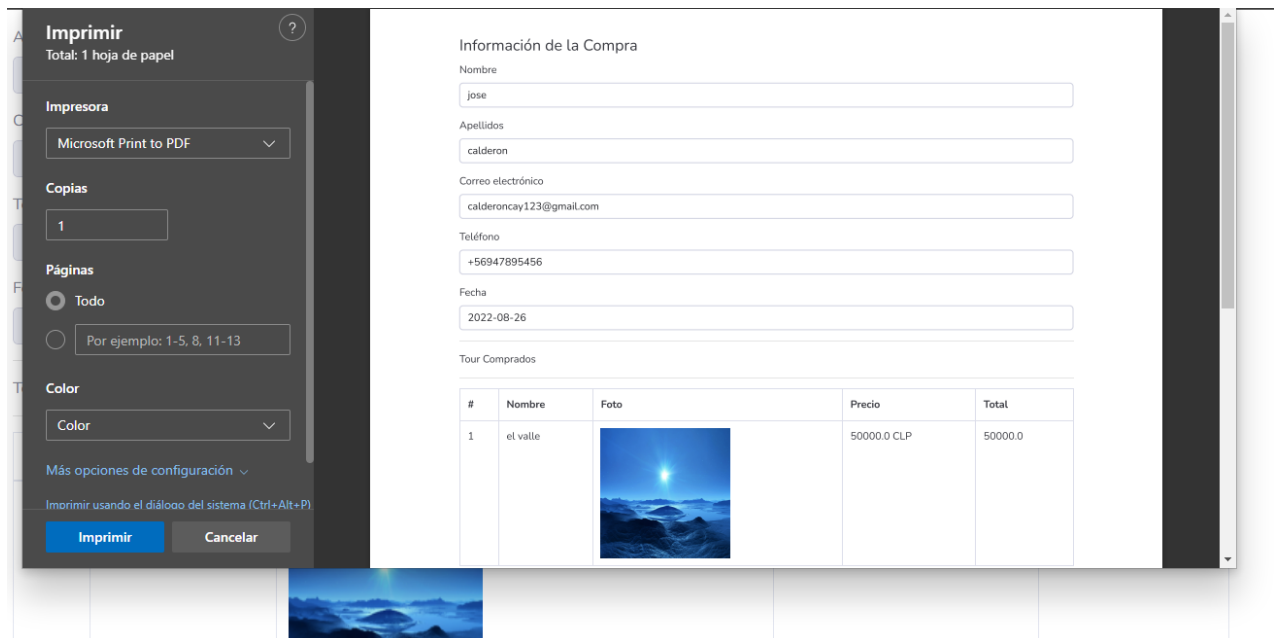 Imprimir
?
Total: 1 hoja de papel
Impresora
Microsoft Print to PDF
Copias
1
Páginas
Todo
Por ejemplo: 1-5, 8, 11-13
Color
Color
Más opciones de configuración
Imprimir usando el diálogo del sistema (Ctrl+Alt+P)
Imprimir Cancelar
Información de la Compra
Nombre
jose
Apellidos
calderon
Correo electrónico
calderoncay123@gmail.com
Teléfono
+56947895456
Fecha
2022-08-26
Tour Comprados
# Nombre Foto Precio Total
1 el valle 50000.0 CLP 50000.0